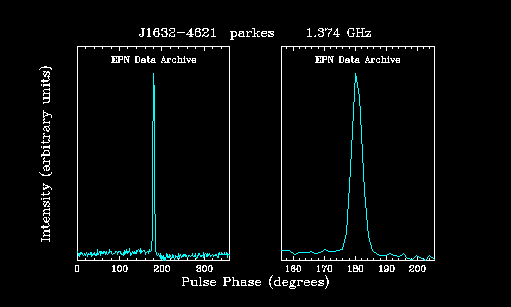 J1632-4621 parkes 1.374 GHz
EPN Data Archive EPN Data Archive
Intensity (arbitrary units)
0 100 200 300 160 170 180 190 200
Pulse Phase (degrees)